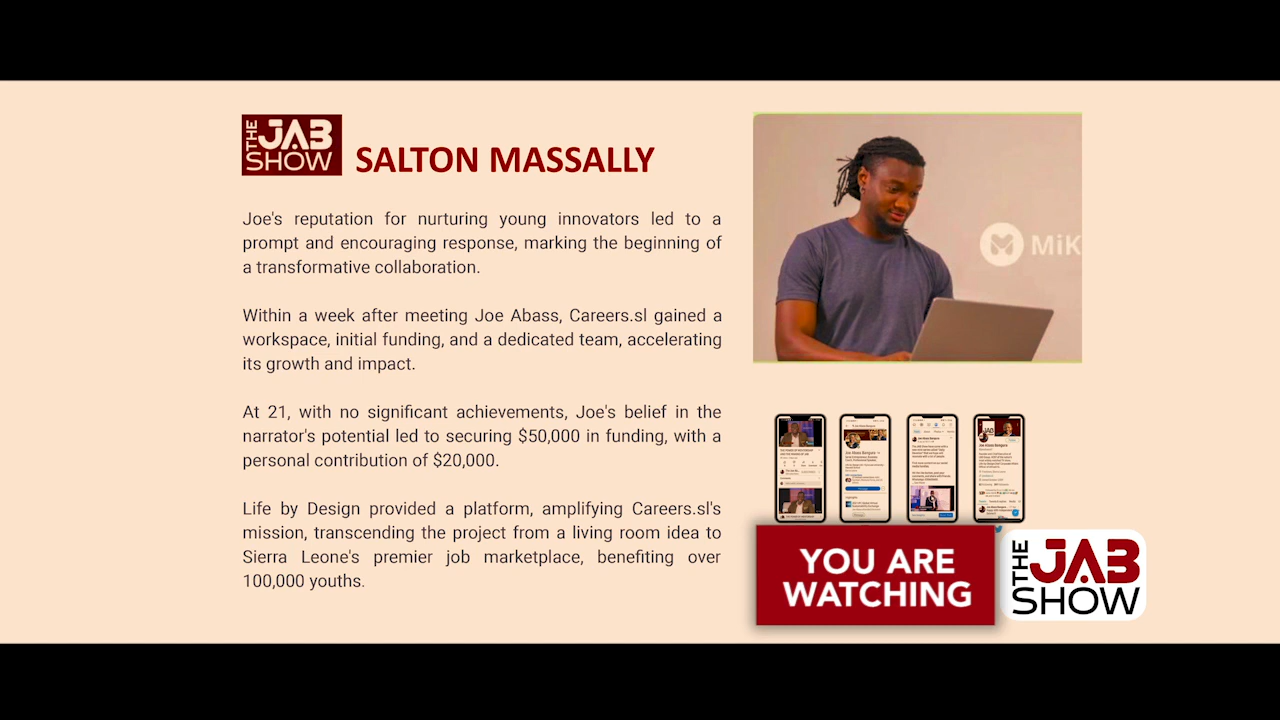 THE JAB SHOW
SALTON MASSALLY
Joe's reputation for nurturing young innovators led to a
prompt and encouraging response, marking the beginning of
a transformative collaboration.
Within a week after meeting Joe Abass, Careers.sl gained a
workspace, initial funding, and a dedicated team, accelerating
its growth and impact.
At 21, with no significant achievements, Joe's belief in the
narrator's potential led to securing $50,000 in funding, with a
personal contribution of $20,000.
Life by Design provided a platform, amplifying Careers.sl's
mission, transcending the project from a living room idea to
Sierra Leone's premier job marketplace, benefiting over
100,000 youths.
MiK
YOU ARE
WATCHING
THE JAB SHOW